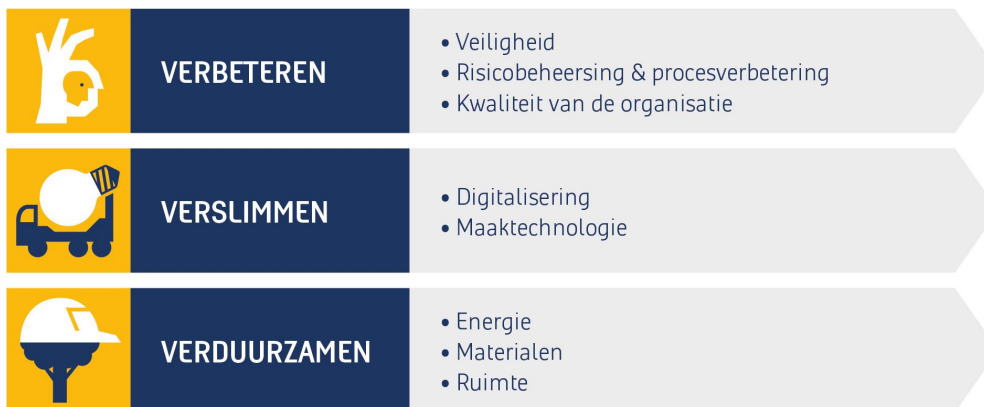 VERBETEREN
• Veiligheid
• Risicobeheersing & procesverbetering
• Kwaliteit van de organisatie
VERSLIMMEN
• Digitalisering
• Maaktechnologie
VERDUURZAMEN
• Energie
• Materialen
• Ruimte